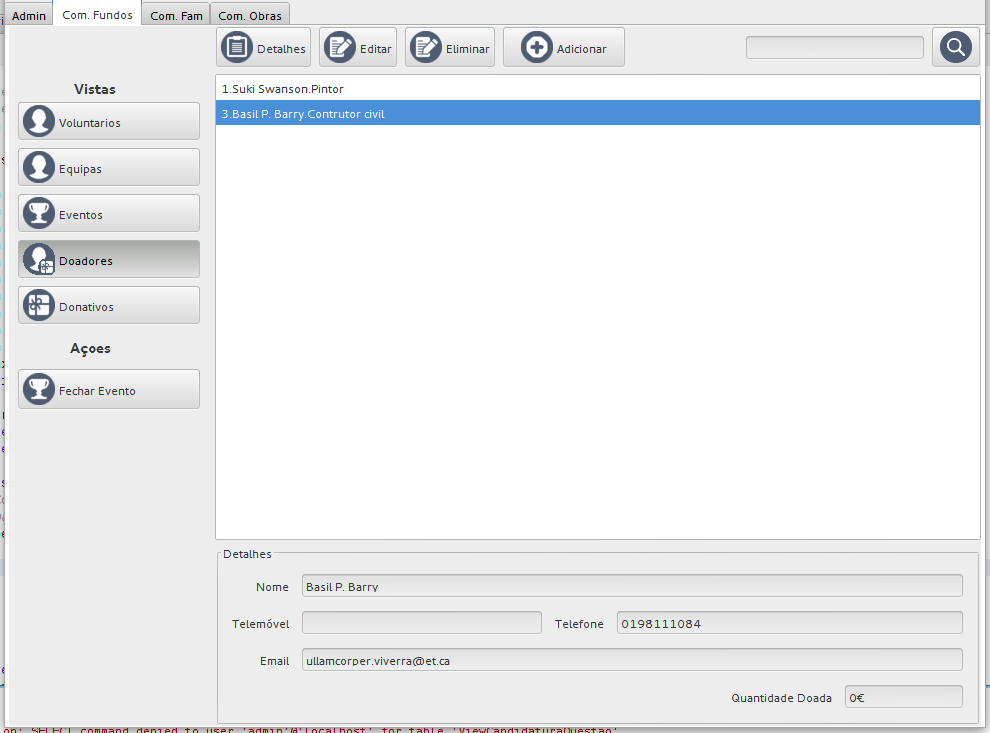 Admin Com. Fundos Com. Fam Com. Obras
Detalhes Editar Eliminar Adicionar
Vistas
Voluntarios
Equipas
Eventos
Doadores
Donativos
Açoes
Fechar Evento
1.Suki Swanson.Pintor
3.Basil P. Barry.Contrutor civil
Detalhes
Nome Basil P. Barry
Telemóvel Telefone 0198111084
Email ullamcorper.viverra@et.ca
Quantidade Doada 0€
on: SELECT command denied to user 'admin'@'localhost' for table 'ViewCandidaturaQuestao'